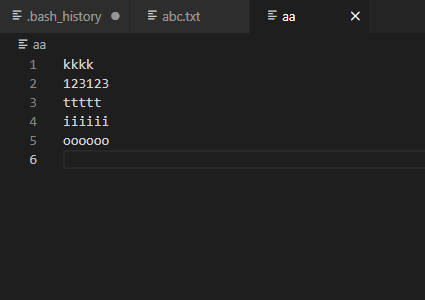 .bash_history abc.txt aa
aa
1 kkkk
2 123123
3 ttttt
4 iiiiii
5 oooooo
6